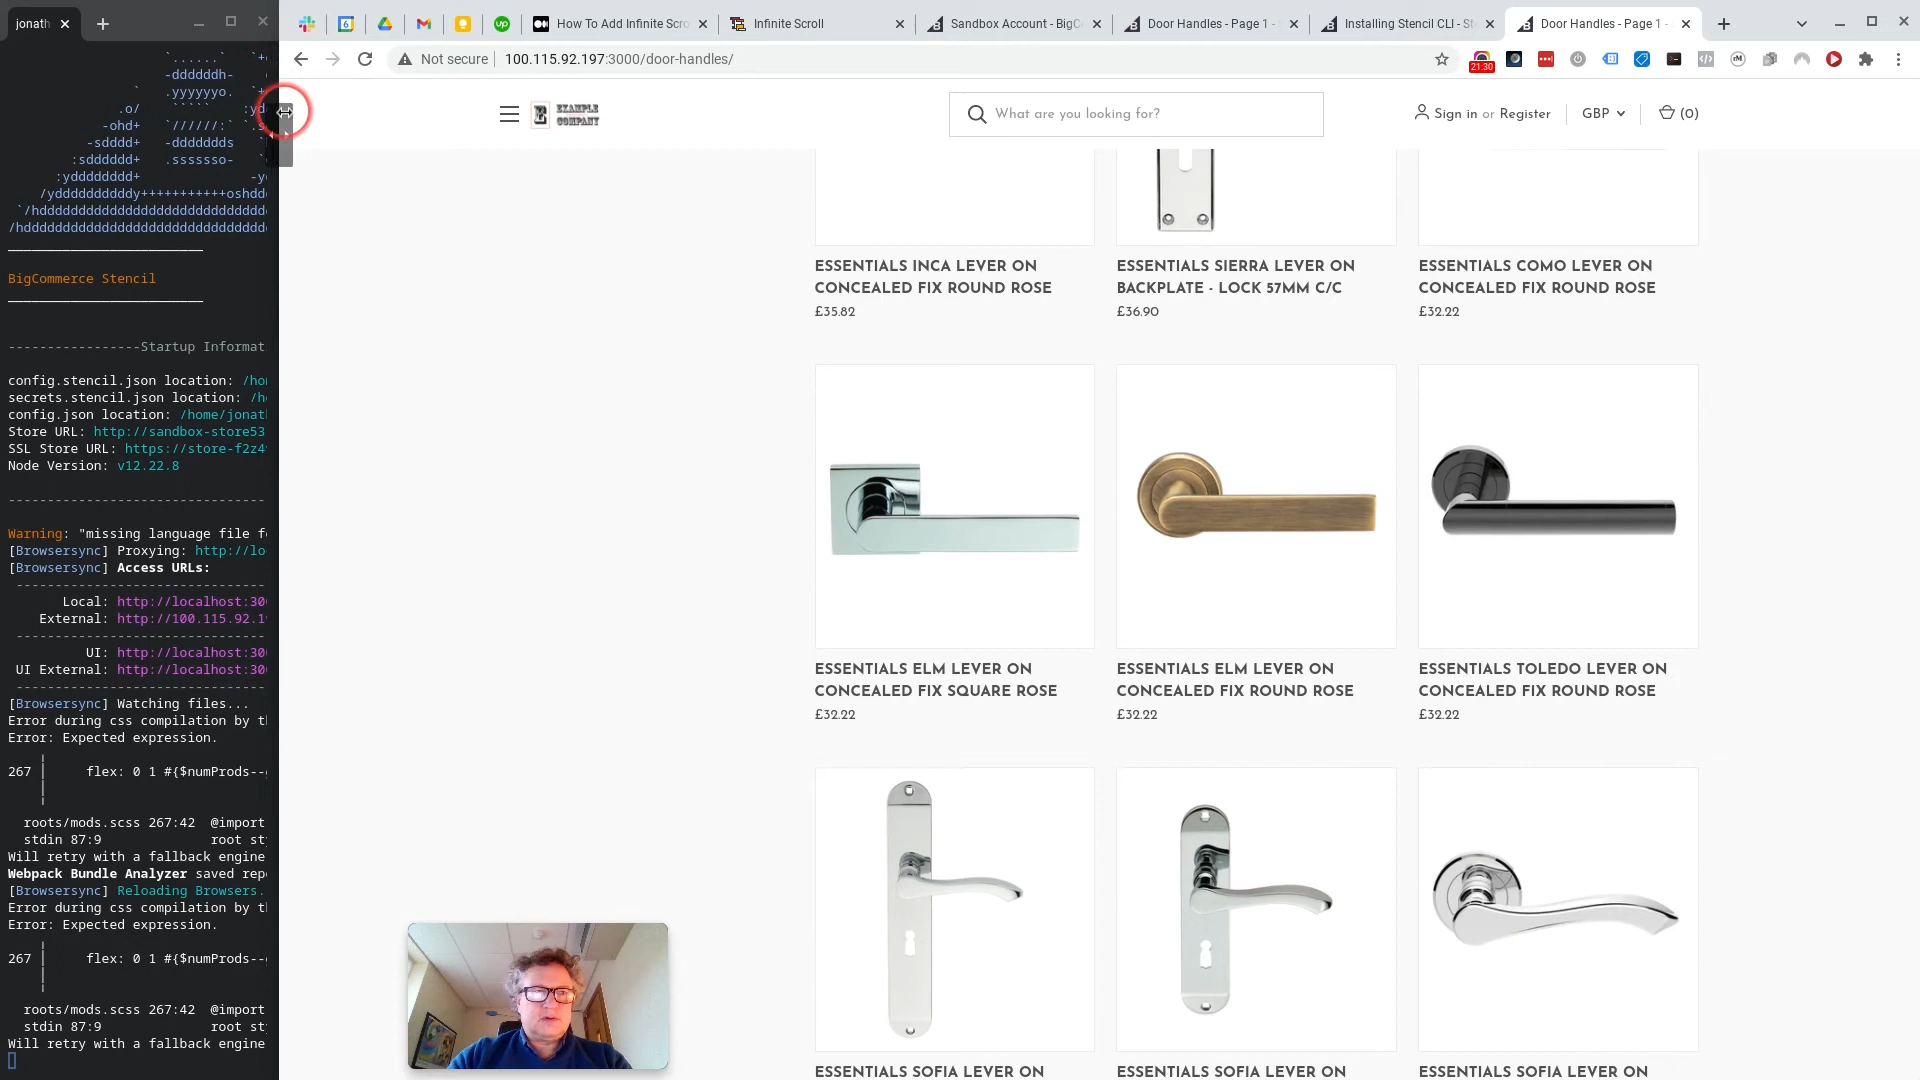 jonath
How To Add Infinite Scro
Infinite Scroll
Sandbox Account - BigC
Door Handles - Page 1 -
Installing Stencil CLI - St
Door Handles - Page 1 -
Not secure
100.115.92.197:3000/door-handles/
21:30
EXAMPLE
COMPANY
What are you looking for?
Sign in or Register
GBP
(0)
BigCommerce Stencil
-----------------Startup Informat
config.stencil.json location: /ho
secrets.stencil.json location: /h
config.json location: /home/jonat
Store URL: http://sandbox-store53
SSL Store URL: https://store-f2z4
Node Version: v12.22.8
Warning: "missing language file f
[Browsersync] Proxying: http://lo
[Browsersync] Access URLs:
Local: http://localhost:30
External: http://100.115.92.1
UI: http://localhost:30
UI External: http://localhost:30
[Browsersync] Watching files...
Error during css compilation by t
Error: Expected expression.
267 │ flex: 0 1 #{$numProds--
roots/mods.scss 267:42 @import
stdin 87:9 root st
Will retry with a fallback engine
Webpack Bundle Analyzer saved rep
[Browsersync] Reloading Browsers.
Error during css compilation by t
Error: Expected expression.
267 │ flex: 0 1 #{$numProds--
roots/mods.scss 267:42 @import
stdin 87:9 root st
Will retry with a fallback engine
ESSENTIALS INCA LEVER ON
CONCEALED FIX ROUND ROSE
£35.82
ESSENTIALS SIERRA LEVER ON
BACKPLATE - LOCK 57MM C/C
£36.90
ESSENTIALS COMO LEVER ON
CONCEALED FIX ROUND ROSE
£32.22
ESSENTIALS ELM LEVER ON
CONCEALED FIX SQUARE ROSE
£32.22
ESSENTIALS ELM LEVER ON
CONCEALED FIX ROUND ROSE
£32.22
ESSENTIALS TOLEDO LEVER ON
CONCEALED FIX ROUND ROSE
£32.22
ESSENTIALS SOFIA LEVER ON
ESSENTIALS SOFIA LEVER ON
ESSENTIALS SOFIA LEVER ON